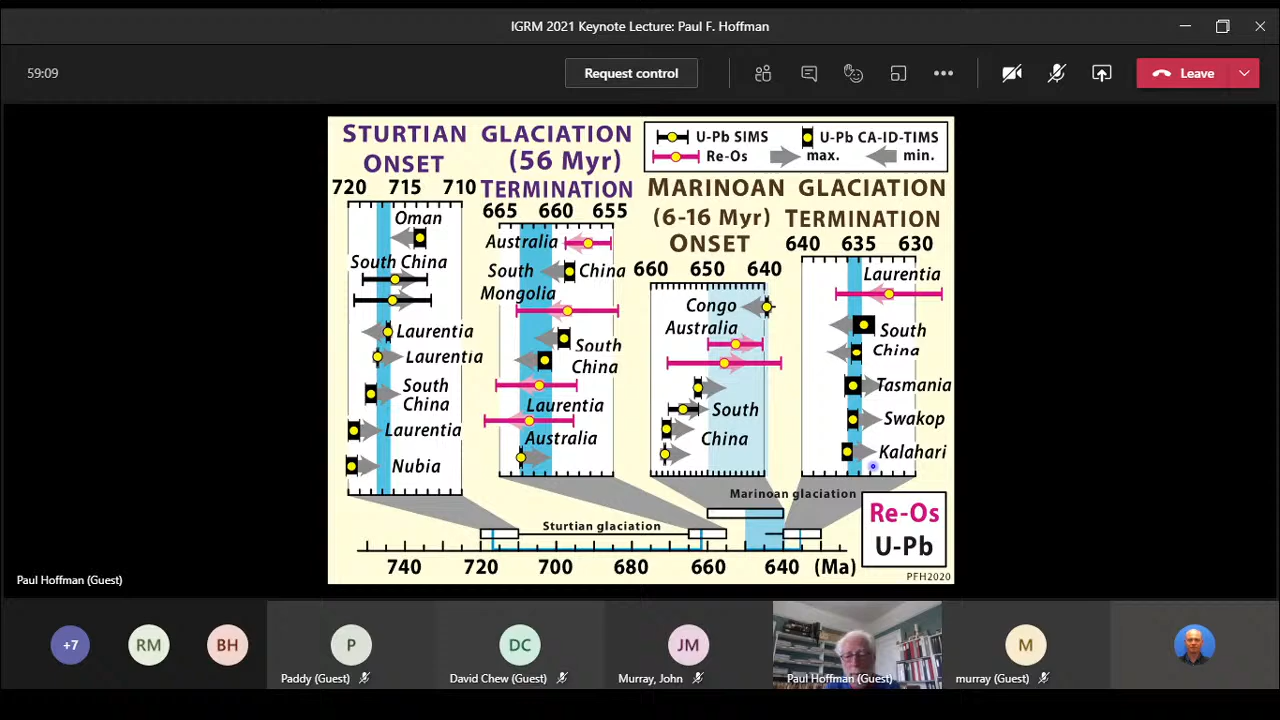 IGRM 2021 Keynote Lecture: Paul F. Hoffman
59:09
Request control
Leave
STURTIAN GLACIATION
ONSET
(56 Myr)
TERMINATION
U-Pb SIMS
U-Pb CA-ID-TIMS
Re-Os
max.
min.
MARINOAN GLACIATION
(6-16 Myr)
ONSET
TERMINATION
720 715 710
Oman
South China
Laurentia
Laurentia
South
China
Laurentia
Nubia
665 660 655
Australia
South China
Mongolia
South
China
Laurentia
Australia
660 650 640
Congo
Australia
South
China
640 635 630
Laurentia
South
China
Tasmania
Swakop
Kalahari
Marinoan glaciation
Sturtian glaciation
740 720 700 680 660 640 (Ma)
Re-Os
U-Pb
PFH2020
Paul Hoffman (Guest)
+7
RM
BH
P
Paddy (Guest)
DC
David Chew (Guest)
JM
Murray, John
Paul Hoffman (Guest)
M
murray (Guest)